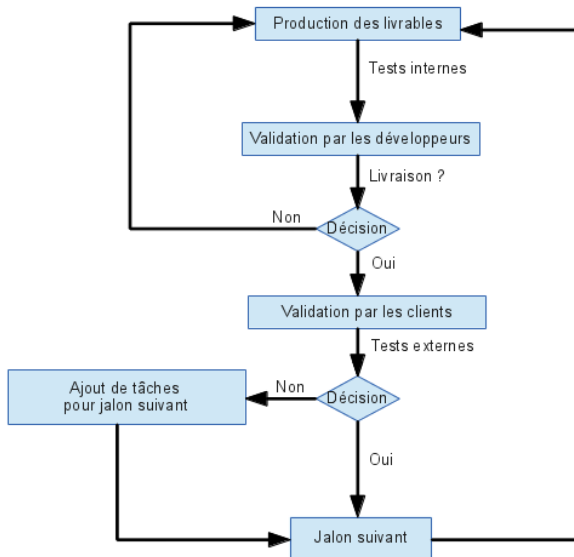 Production des livrables
Tests internes
Validation par les développeurs
Livraison ?
Non
Décision
Oui
Validation par les clients
Tests externes
Ajout de tâches
pour jalon suivant
Non
Décision
Oui
Jalon suivant